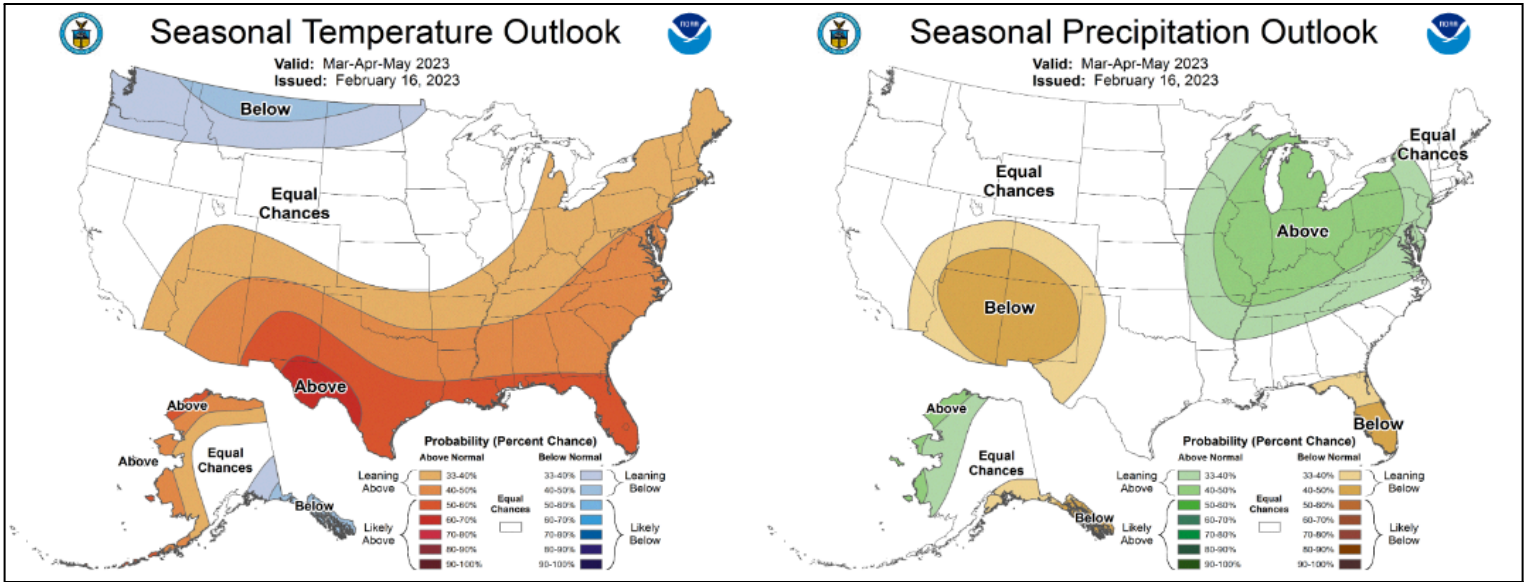 Seasonal Temperature Outlook
NOAA
Valid: Mar-Apr-May 2023
Issued: February 16, 2023
Below
Equal
Chances
Above
Above
Above
Equal
Chances
Below
Probability (Percent Chance)
Above Normal Below Normal
Leaning
Above
33-40% 33-40%
40-50% 40-50%
Leaning
Below
Equal
Chances
50-60% 50-60%
60-70% 60-70%
Likely
Above
70-80% 70-80%
Likely
Below
80-90% 80-90%
90-100% 90-100%
Seasonal Precipitation Outlook
NOAA
Valid: Mar-Apr-May 2023
Issued: February 16, 2023
Equal
Chances
Equal
Chances
Above
Below
Below
Above
Equal
Chances
Below
Probability (Percent Chance)
Above Normal Below Normal
Leaning
Above
33-40% 33-40%
40-50% 40-50%
Leaning
Below
Equal
Chances
50-60% 50-60%
60-70% 60-70%
Likely
Above
70-80% 70-80%
Likely
Below
80-90% 80-90%
90-100% 90-100%